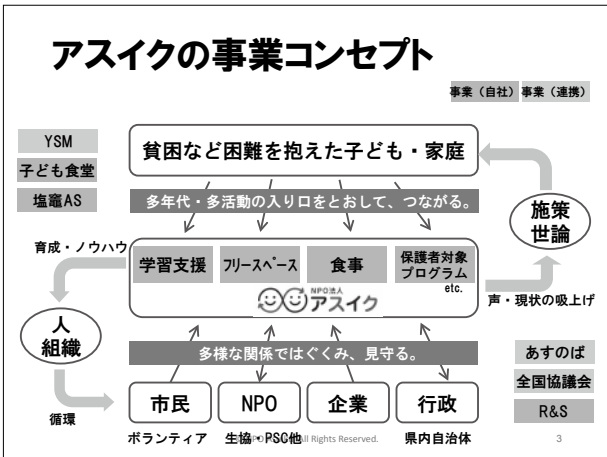 アスイクの事業コンセプト
事業（自社） 事業（連携）
YSM
子ども食堂
塩竈AS
貧困など困難を抱えた子ども・家庭
多年代・多活動の入り口をとおして、つながる。
施策
世論
育成・ノウハウ
学習支援
フリースペース
食事
保護者対象
プログラム
etc.
NPO法人
アスイク
声・現状の吸上げ
人
組織
多様な関係ではぐくみ、見守る。
循環
市民
NPO
企業
行政
ボランティア
生協・PSC他
県内自治体
All Rights Reserved.
あすのば
全国協議会
R&S
3